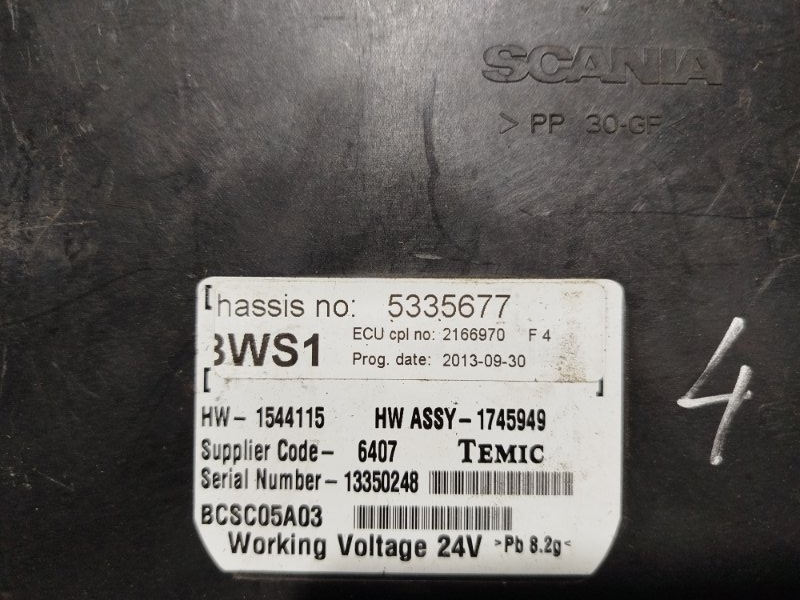 SCANIA
>PP 30-GF<
hassis no: 5335677
BWS1
ECU cpl no: 2166970 F 4
Prog. date: 2013-09-30
HW- 1544115 HW ASSY-1745949
Supplier Code- 6407 TEMIC
Serial Number-13350248
BCSC05A03
Working Voltage 24V >Pb 8.2g<
4